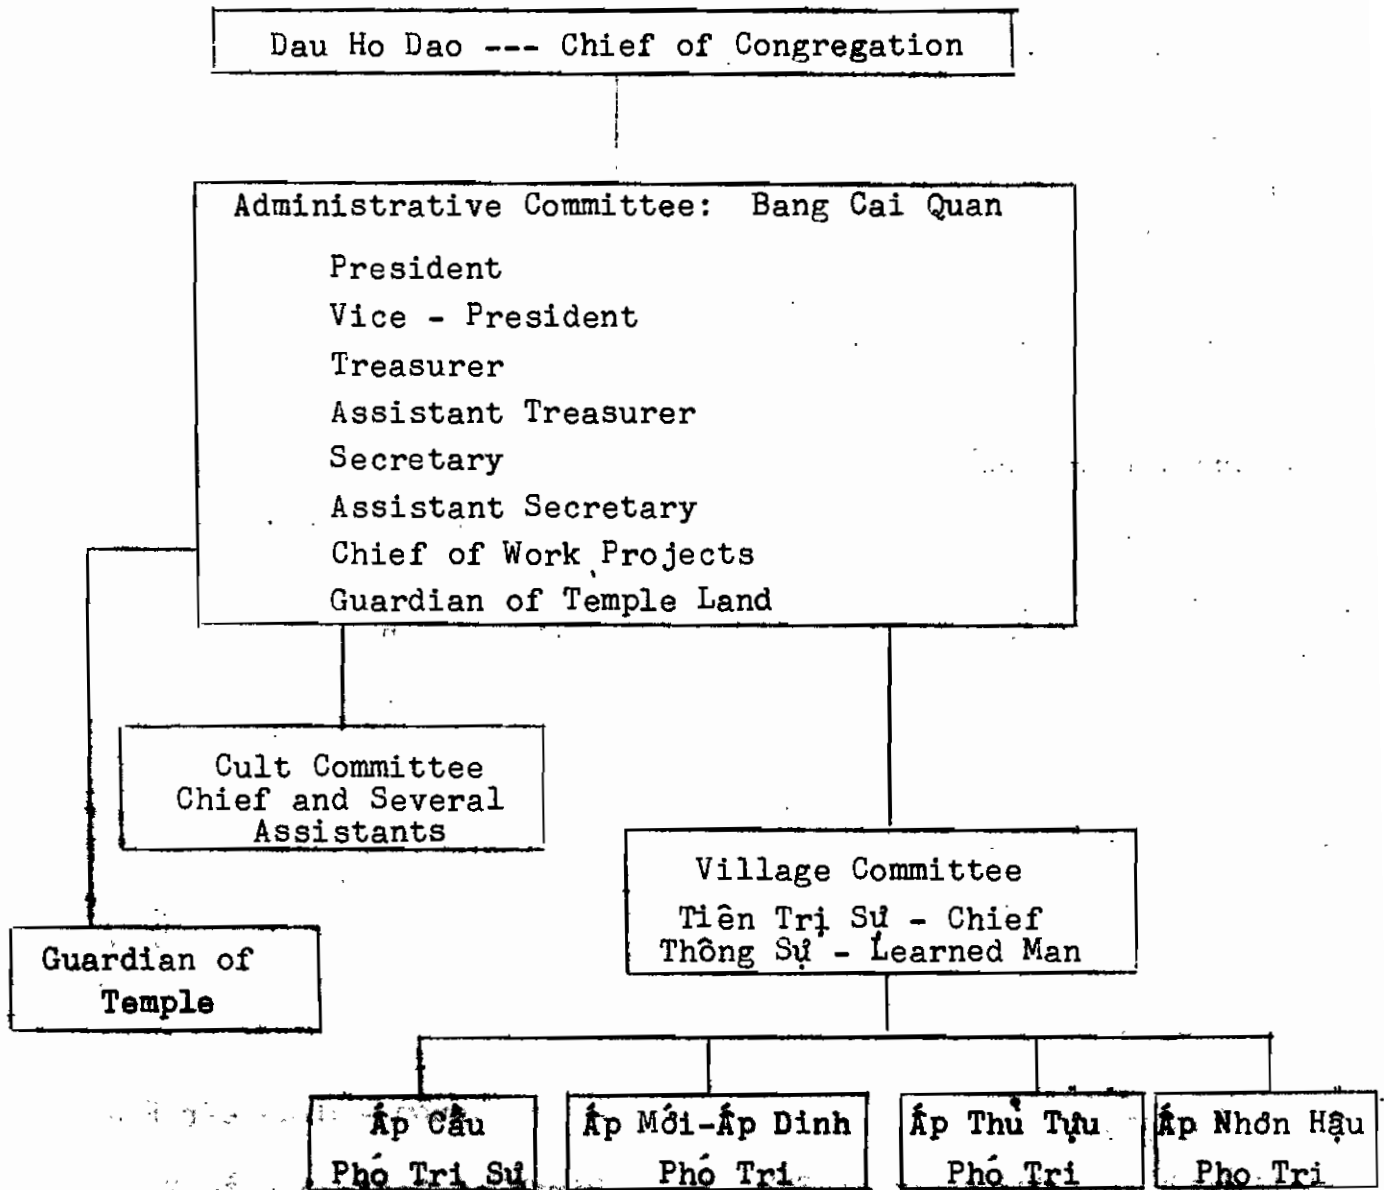 Dau Ho Dao --- Chief of Congregation
Administrative Committee: Bang Cai Quan
President
Vice - President
Treasurer
Assistant Treasurer
Secretary
Assistant Secretary
Chief of Work Projects
Guardian of Temple Land
Cult Committee
Chief and Several
Assistants
Village Committee
Tiên Trị Sự - Chief
Thông Sự - Learned Man
Guardian of
Temple
Ấp Cầu
Phó Tri Sư
Ấp Mới-Ấp Dinh
Phó Tri
Ấp Thủ Tựu
Phó Tri
Ấp Nhơn Hậu
Pho Tri